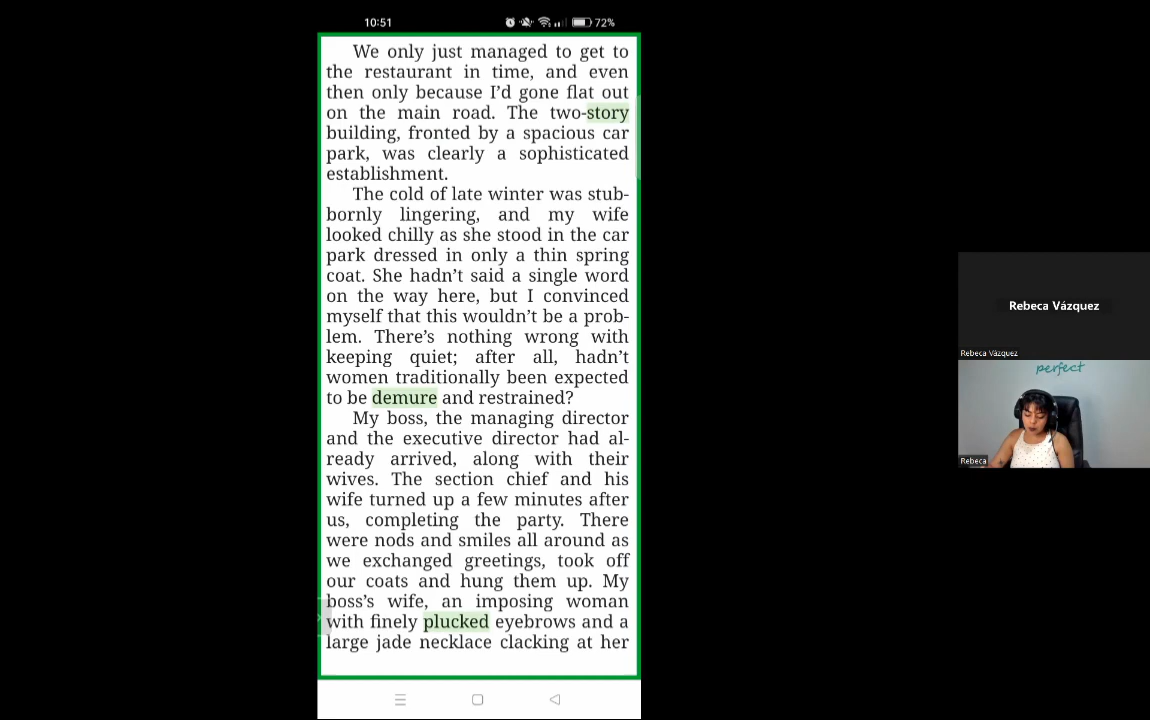 10:51
72%
We only just managed to get to
the restaurant in time, and even
then only because I'd gone flat out
on the main road. The two-story
building, fronted by a spacious car
park, was clearly a sophisticated
establishment.
The cold of late winter was stub-
bornly lingering, and my wife
looked chilly as she stood in the car
park dressed in only a thin spring
coat. She hadn't said a single word
on the way here, but I convinced
myself that this wouldn't be a prob-
lem. There's nothing wrong with
keeping quiet; after all, hadn't
women traditionally been expected
to be demure and restrained?
My boss, the managing director
and the executive director had al-
ready arrived, along with their
wives. The section chief and his
wife turned up a few minutes after
us, completing the party. There
were nods and smiles all around as
we exchanged greetings, took off
our coats and hung them up. My
boss's wife, an imposing woman
with finely plucked eyebrows and a
large jade necklace clacking at her
Rebeca Vázquez
Rebeca Vázquez
perfect
Rebeca